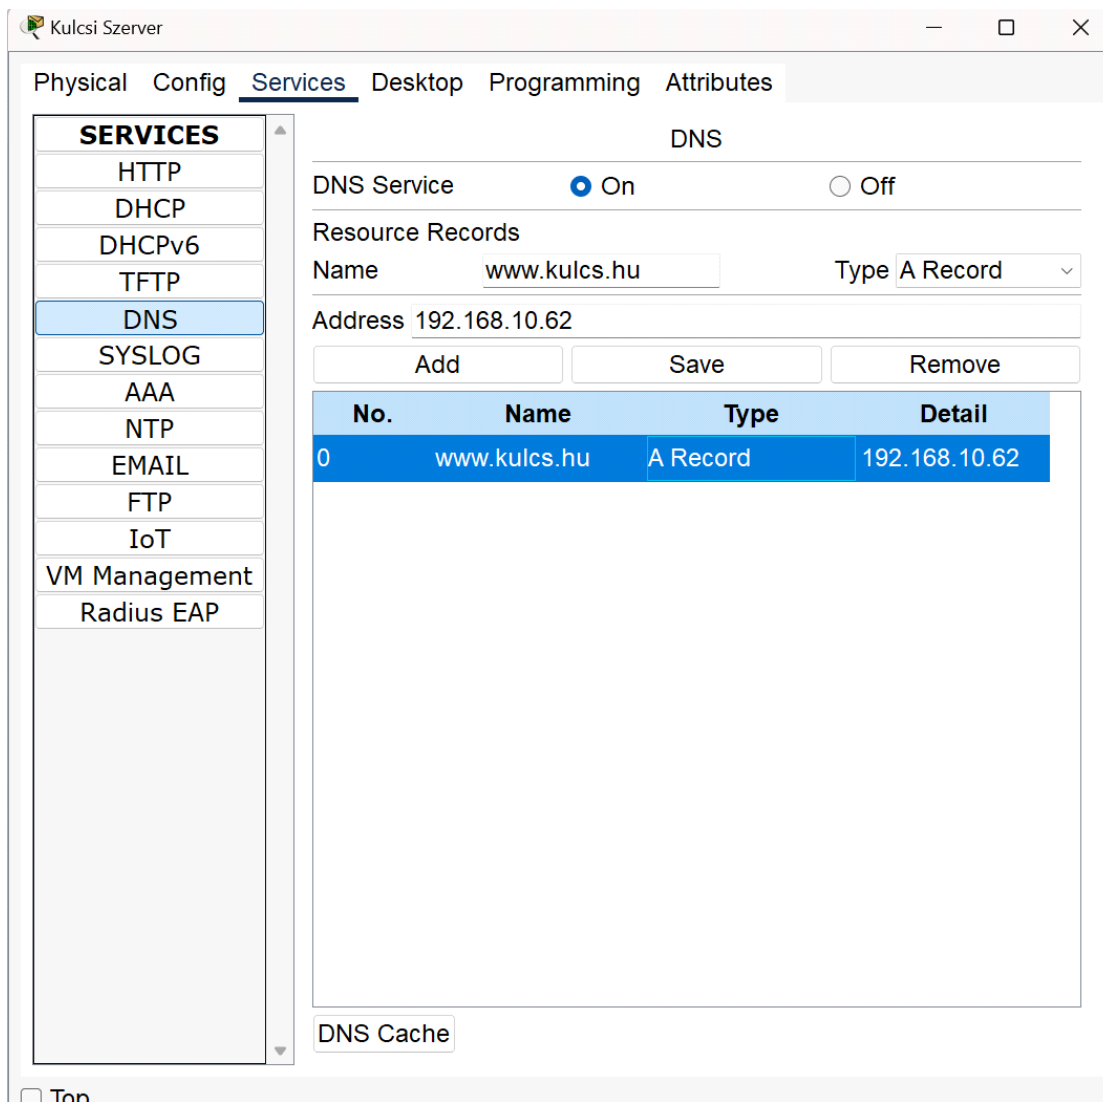 Kulcsi Szerver
Physical Config Services Desktop Programming Attributes
SERVICES
HTTP
DHCP
DHCPv6
TFTP
DNS
SYSLOG
AAA
NTP
EMAIL
FTP
IoT
VM Management
Radius EAP
DNS
DNS Service On Off
Resource Records
Name www.kulcs.hu Type A Record
Address 192.168.10.62
Add Save Remove
No. Name Type Detail
0 www.kulcs.hu A Record 192.168.10.62
DNS Cache
Top